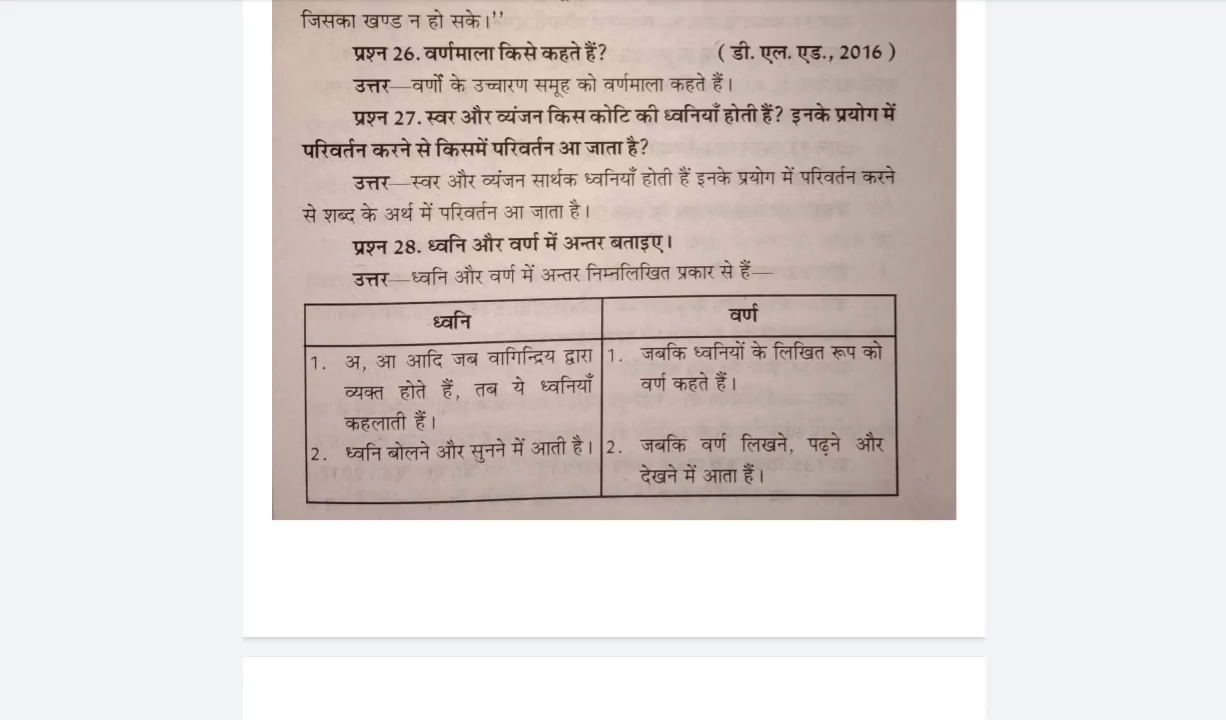 जिसका खण्ड न हो सके।’’
प्रश्न 26. वर्णमाला किसे कहते हैं? ( डी. एल. एड., 2016 )
उत्तर—वर्णों के उच्चारण समूह को वर्णमाला कहते हैं।
प्रश्न 27. स्वर और व्यंजन किस कोटि की ध्वनियाँ होती हैं? इनके प्रयोग में
परिवर्तन करने से किसमें परिवर्तन आ जाता है?
उत्तर—स्वर और व्यंजन सार्थक ध्वनियाँ होती हैं इनके प्रयोग में परिवर्तन करने
से शब्द के अर्थ में परिवर्तन आ जाता है।
प्रश्न 28. ध्वनि और वर्ण में अन्तर बताइए।
उत्तर—ध्वनि और वर्ण में अन्तर निम्नलिखित प्रकार से हैं—
ध्वनि
वर्ण
1. अ, आ आदि जब वागिन्द्रिय द्वारा
व्यक्त होते हैं, तब ये ध्वनियाँ
कहलाती हैं।
1. जबकि ध्वनियों के लिखित रूप को
वर्ण कहते हैं।
2. ध्वनि बोलने और सुनने में आती है।
2. जबकि वर्ण लिखने, पढ़ने और
देखने में आता हैं।